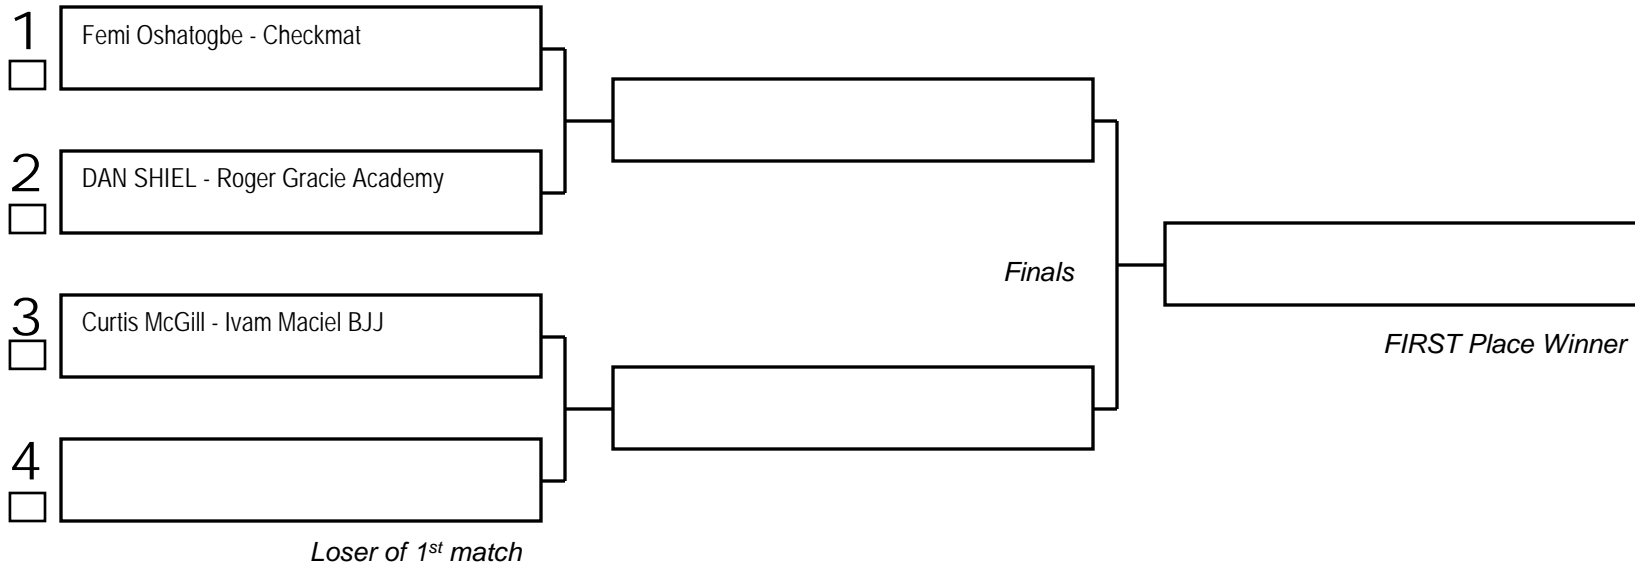 1
Femi Oshatogbe - Checkmat
2
DAN SHIEL - Roger Gracie Academy
3
Curtis McGill - Ivam Maciel BJJ
4
Loser of 1st match
Finals
FIRST Place Winner